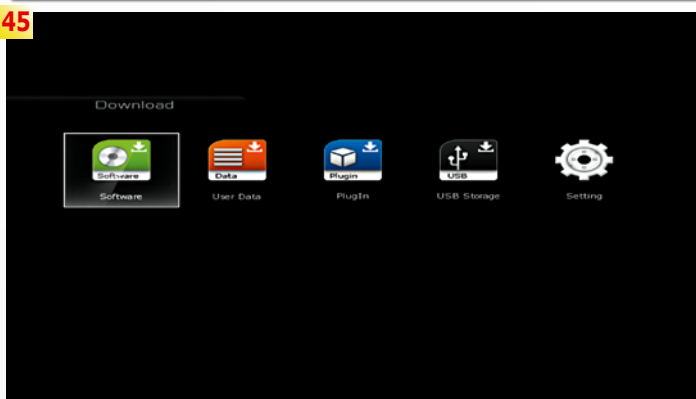 45
Download
Software
Data
Plugin
USB
Software
User Data
PlugIn
USB Storage
Setting